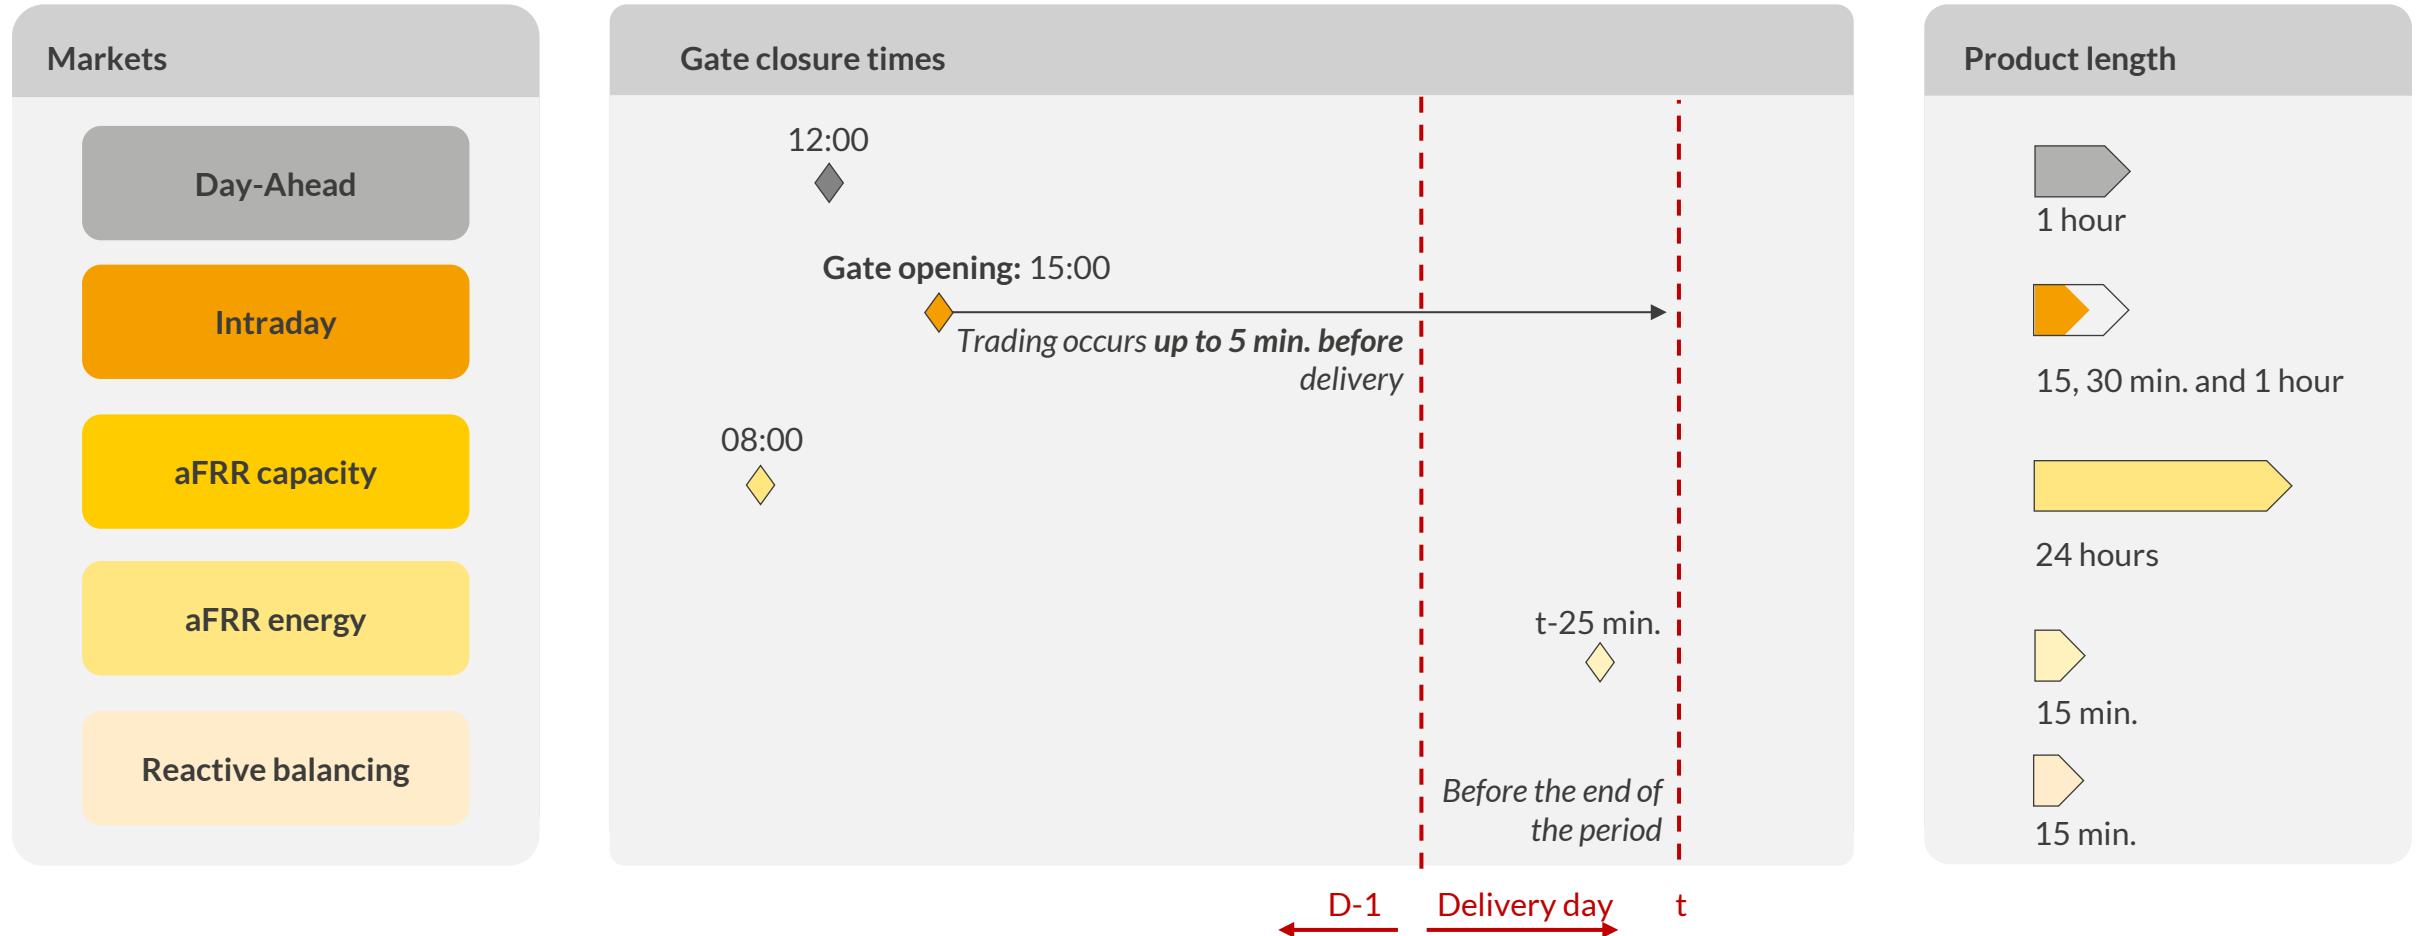 Markets
Day-Ahead
Intraday
aFRR capacity
aFRR energy
Reactive balancing
Gate closure times
12:00
Gate opening: 15:00
Trading occurs up to 5 min. before
delivery
08:00
t-25 min.
Before the end of
the period
D-1
Delivery day
t
Product length
1 hour
15, 30 min. and 1 hour
24 hours
15 min.
15 min.